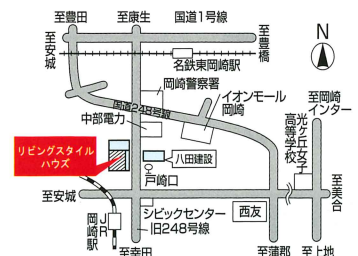 至豊田
至康生
国道1号線
至安城
至豊橋
N
名鉄東岡崎駅
岡崎警察署
国道248号線
イオンモール
岡崎
至岡崎
インター
中部電力
光ヶ丘女子
高等学校
リビングスタイル
ハウズ
八田建設
戸崎口
至安城
至美合
シビックセンター
西友
JR
岡崎駅
旧248号線
至幸田
至蒲郡
至上地